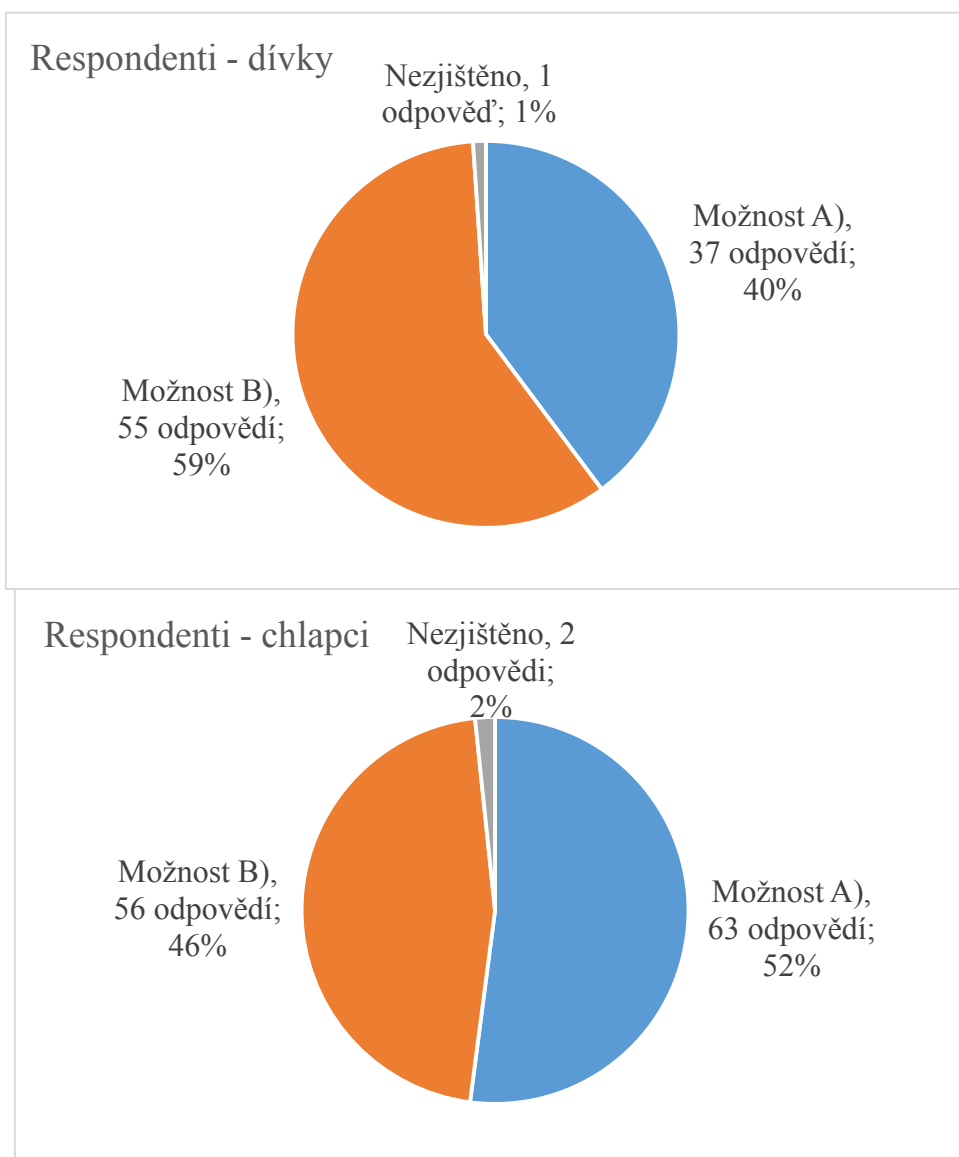 Respondenti - dívky
Nezjištěno, 1
odpověď; 1%
Možnost A),
37 odpovědí;
40%
Možnost B),
55 odpovědí;
59%
Respondenti - chlapci
Nezjištěno, 2
odpovědi;
2%
Možnost B),
56 odpovědí;
46%
Možnost A),
63 odpovědí;
52%